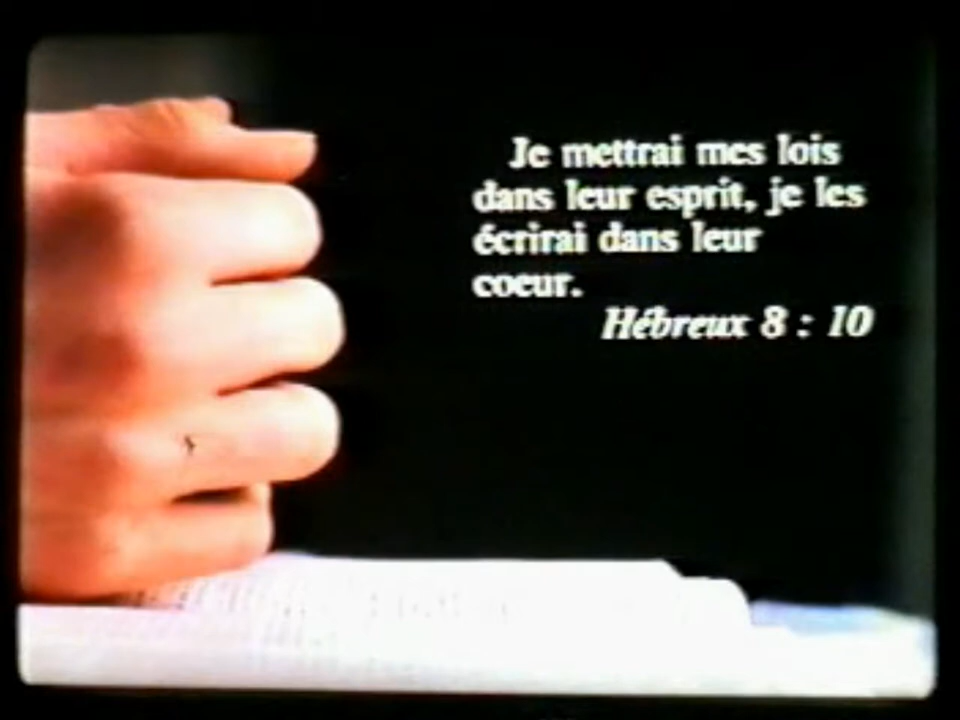 Je mettrai mes lois
dans leur esprit, je les
écrirai dans leur
coeur.
Hébreux 8 : 10